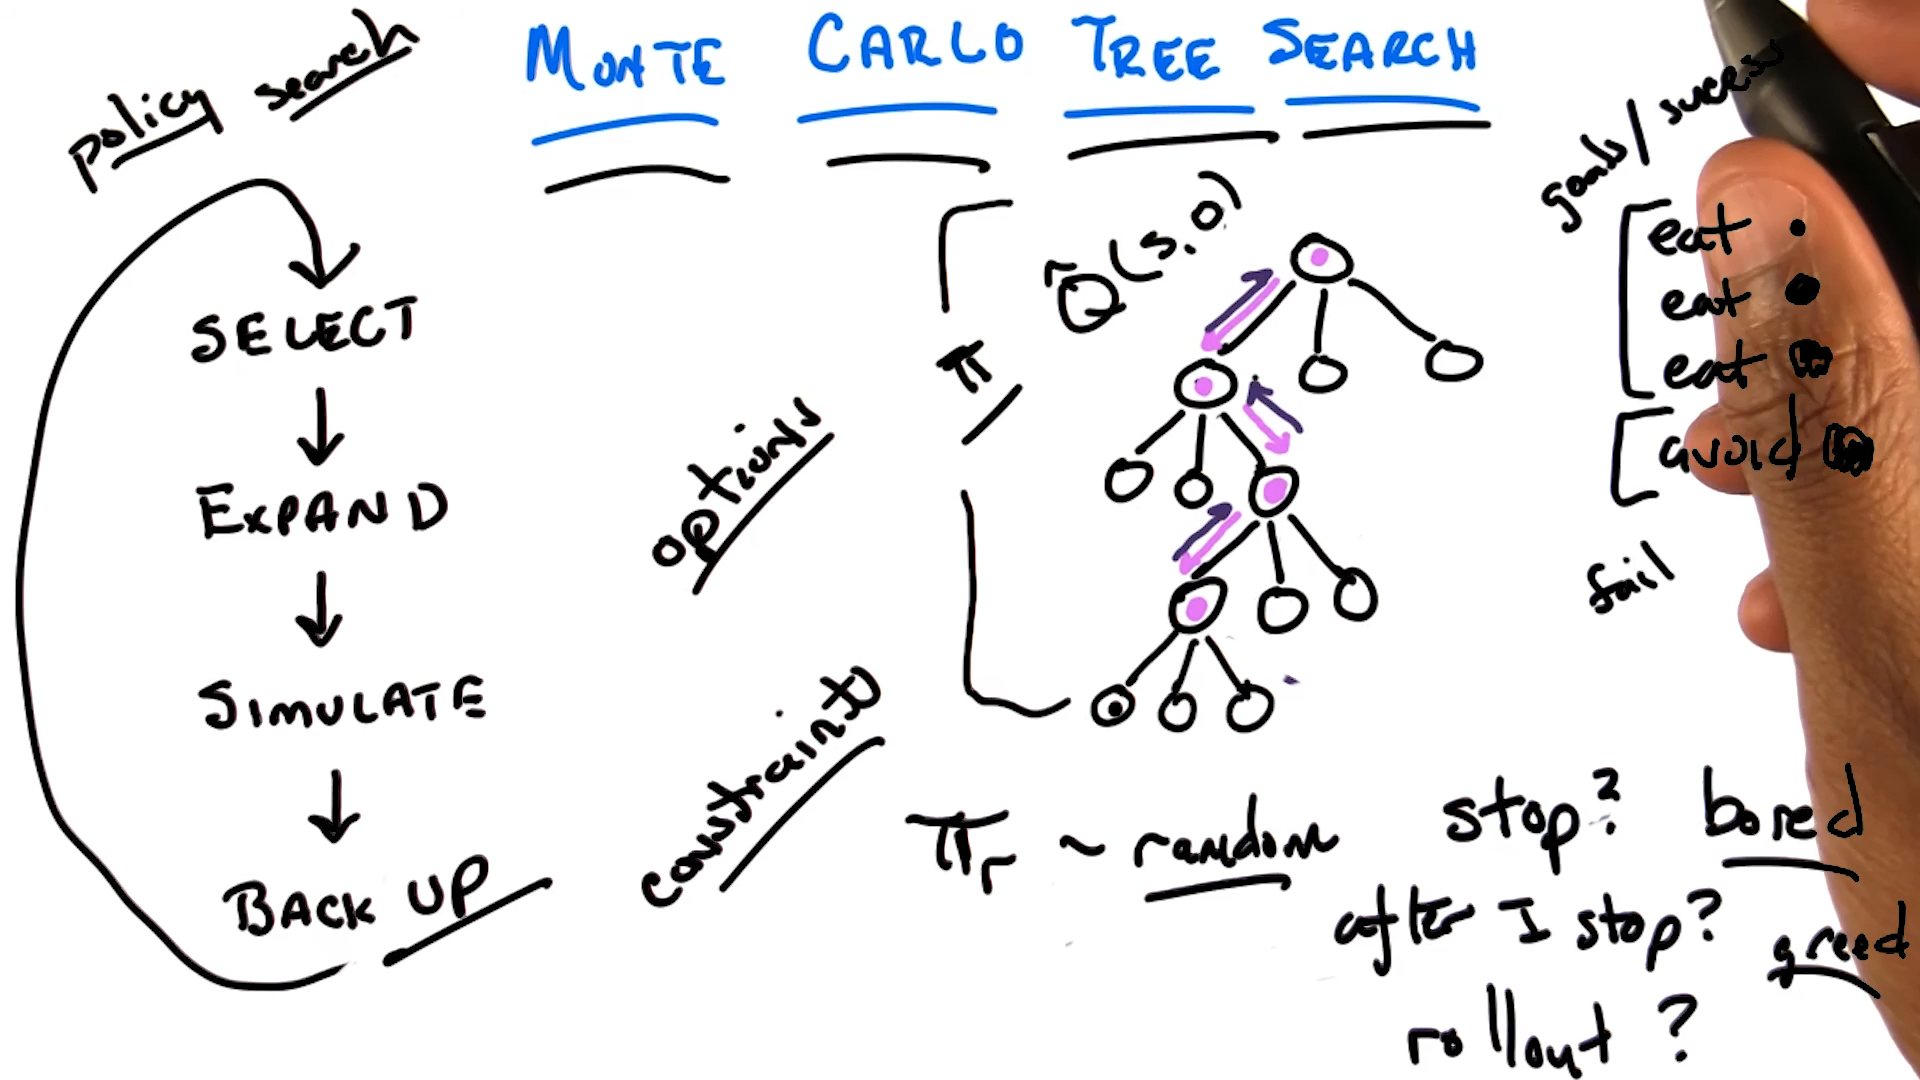 MONTE CARLO TREE SEARCH
policy search
SELECT
EXPAND
SIMULATE
BACK UP
options
constraints
π
Q̂(s,o)
goals/success
eat
eat
eat
avoid
fail
πr ~ random
stop? bored
after I stop? greed
rollout?